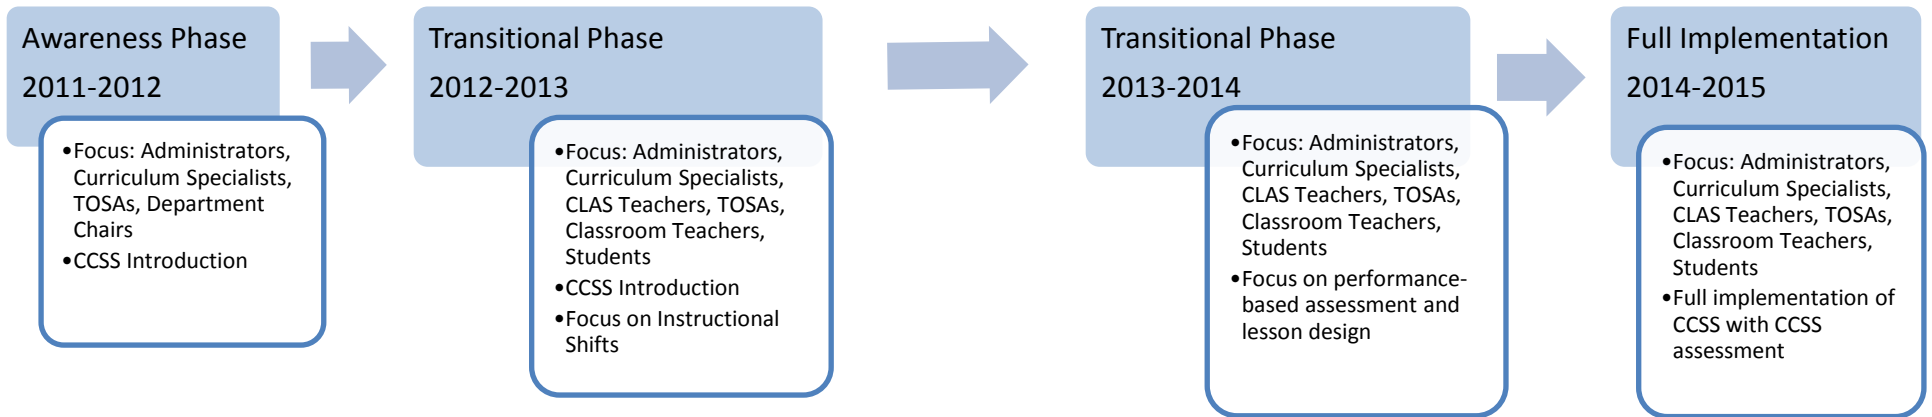 Awareness Phase
2011-2012
•Focus: Administrators,
Curriculum Specialists,
TOSAs, Department
Chairs
•CCSS Introduction
Transitional Phase
2012-2013
•Focus: Administrators,
Curriculum Specialists,
CLAS Teachers, TOSAs,
Classroom Teachers,
Students
•CCSS Introduction
•Focus on Instructional
Shifts
Transitional Phase
2013-2014
•Focus: Administrators,
Curriculum Specialists,
CLAS Teachers, TOSAs,
Classroom Teachers,
Students
•Focus on performance-
based assessment and
lesson design
Full Implementation
2014-2015
•Focus: Administrators,
Curriculum Specialists,
CLAS Teachers, TOSAs,
Classroom Teachers,
Students
•Full implementation of
CCSS with CCSS
assessment